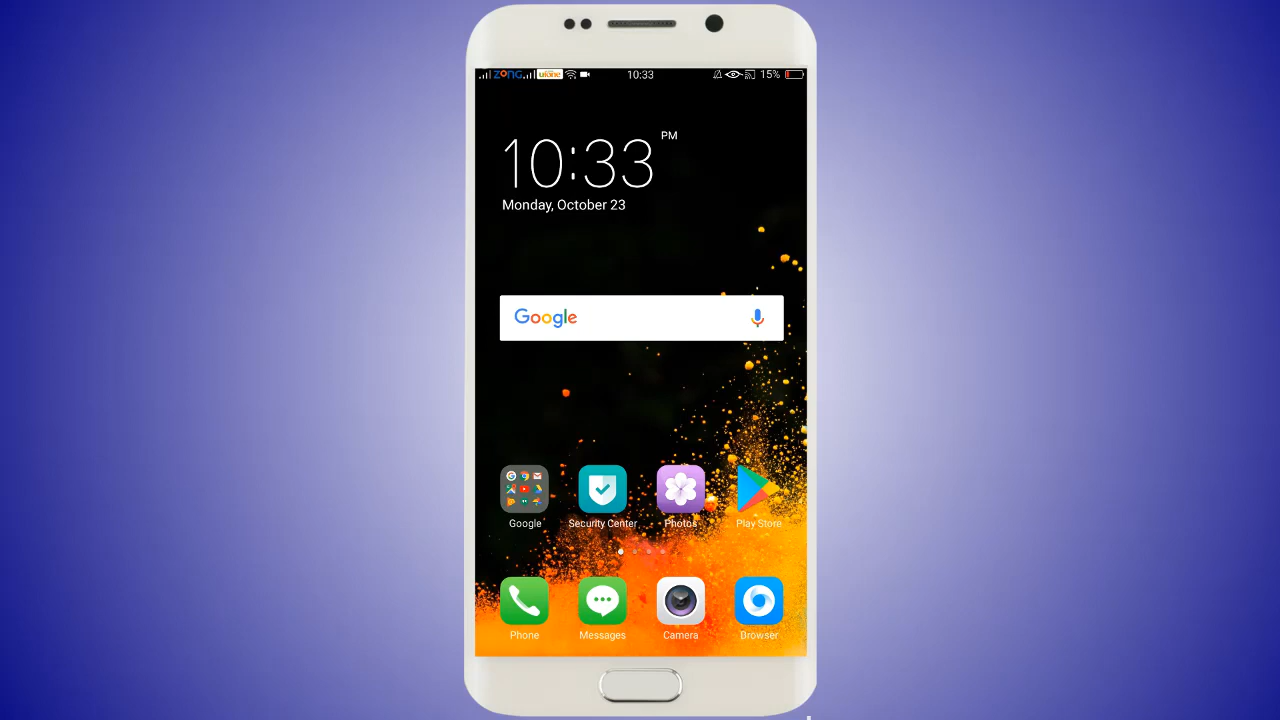 ZONG Ufone 10:33 15%
10:33 PM
Monday, October 23
Google
Google Security Center Photos Play Store
Phone Messages Camera Browser